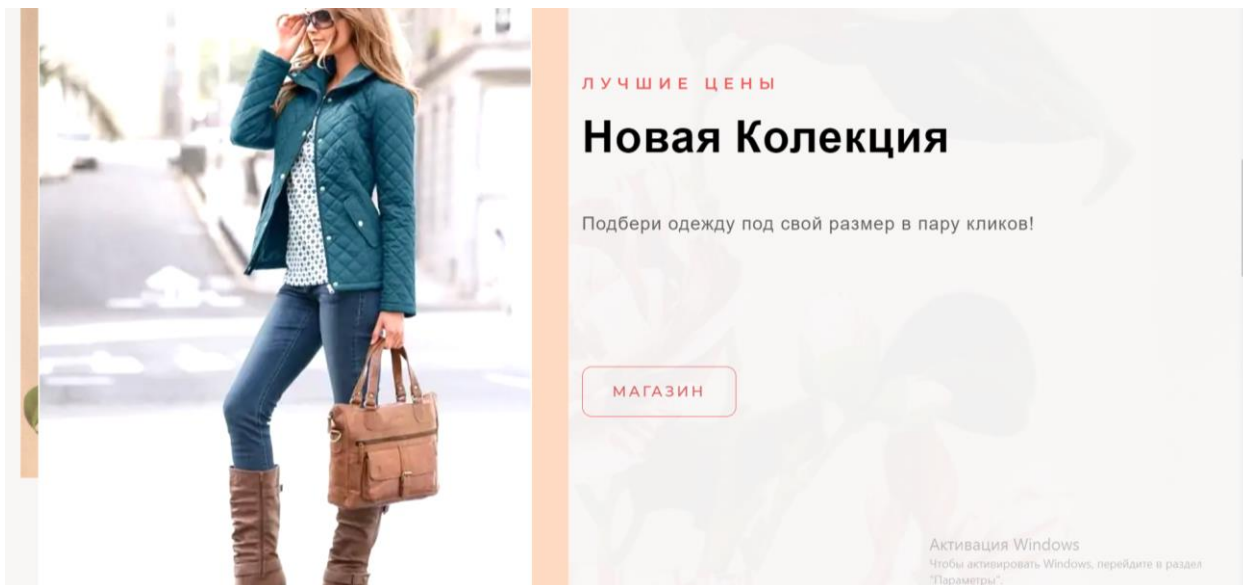 ЛУЧШИЕ ЦЕНЫ
Новая Колекция
Подбери одежду под свой размер в пару кликов!
МАГАЗИН
Активация Windows
Чтобы активировать Windows, перейдите в раздел
"Параметры".